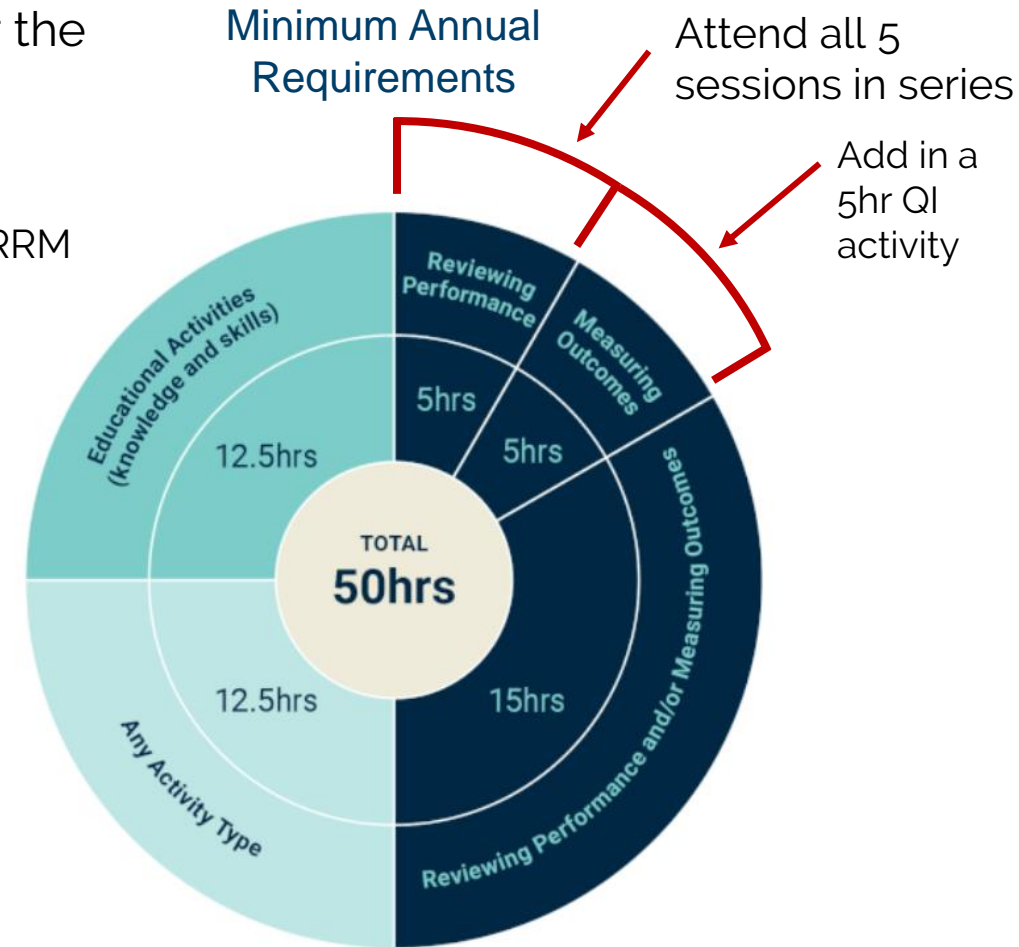 the
Minimum Annual
Requirements
Attend all 5
sessions in series
Add in a
5hr QI
activity
RRM
Reviewing
Performance
Measuring
Outcomes
Educational Activities
(knowledge and skills)
5hrs
5hrs
12.5hrs
TOTAL
50hrs
12.5hrs
15hrs
Any Activity Type
Reviewing Performance and/or Measuring Outcomes